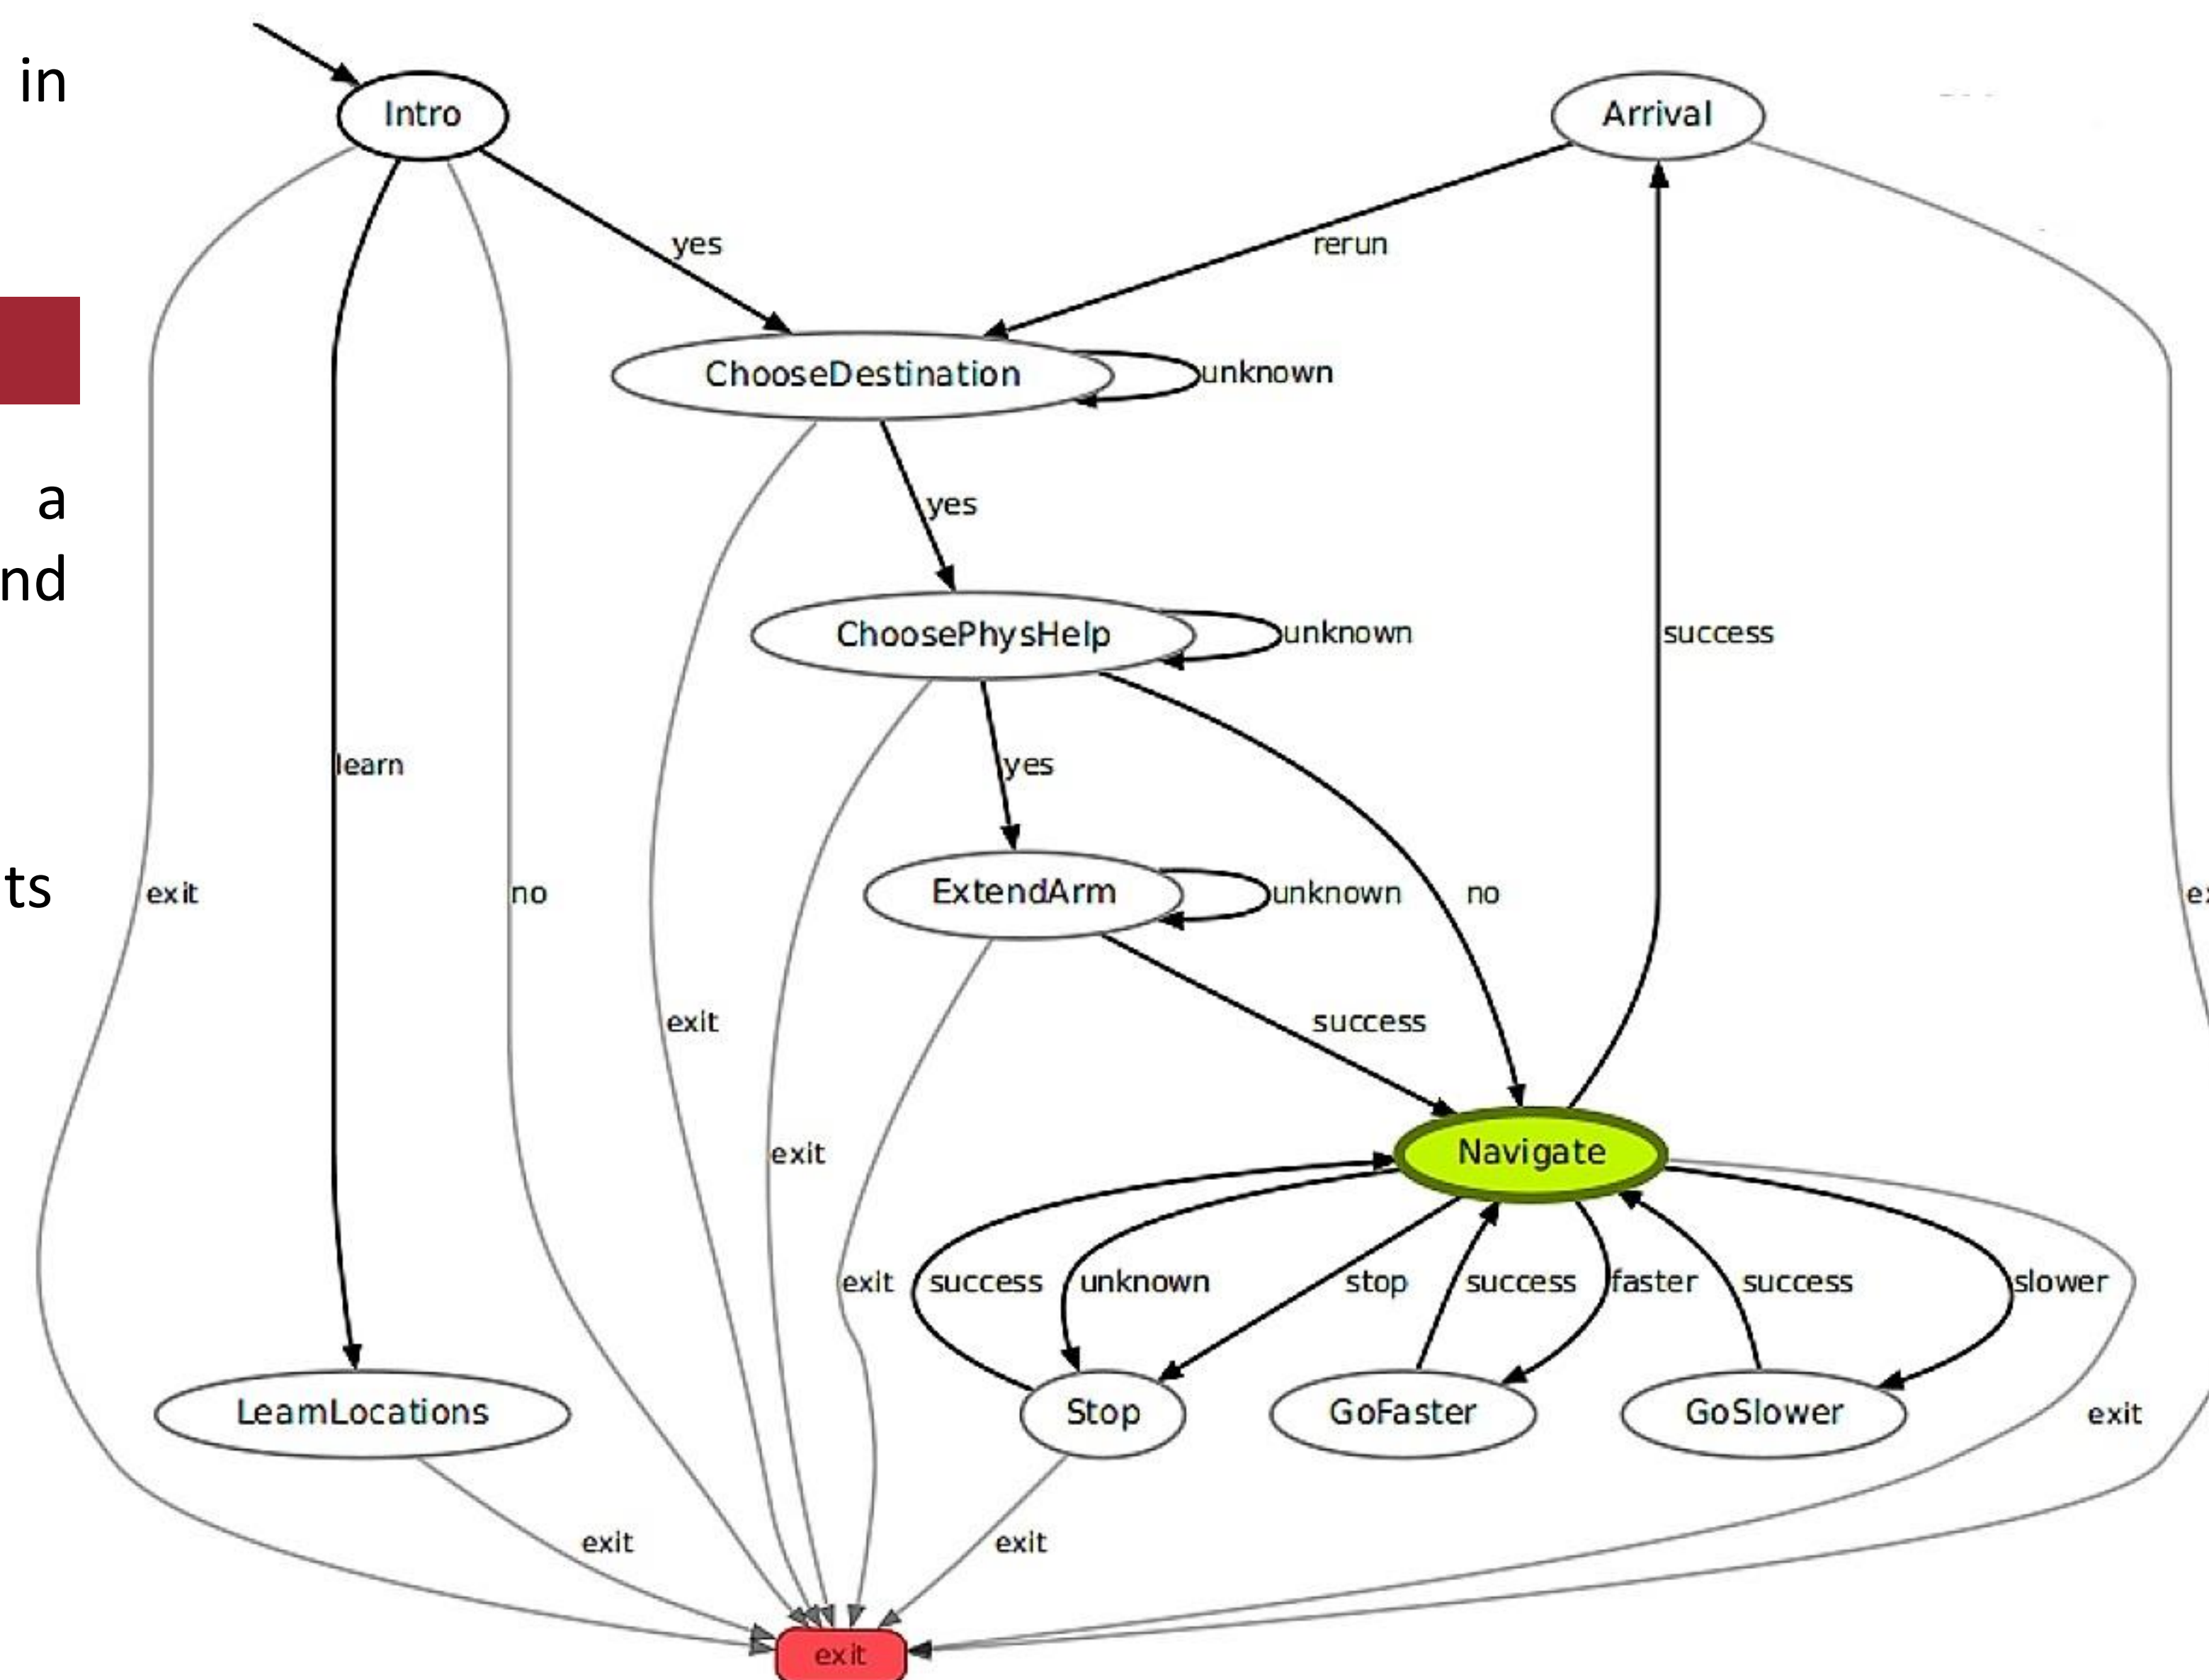 in
Intro
Arrival
yes
rerun
ChooseDestination
unknown
a
yes
nd
ChoosePhysHelp
unknown
success
learn
yes
ts
exit
no
ExtendArm
unknown
no
ex
exit
success
exit
Navigate
exit
success
unknown
stop
success
faster
success
slower
LeamLocations
Stop
GoFaster
GoSlower
exit
exit
exit
exit